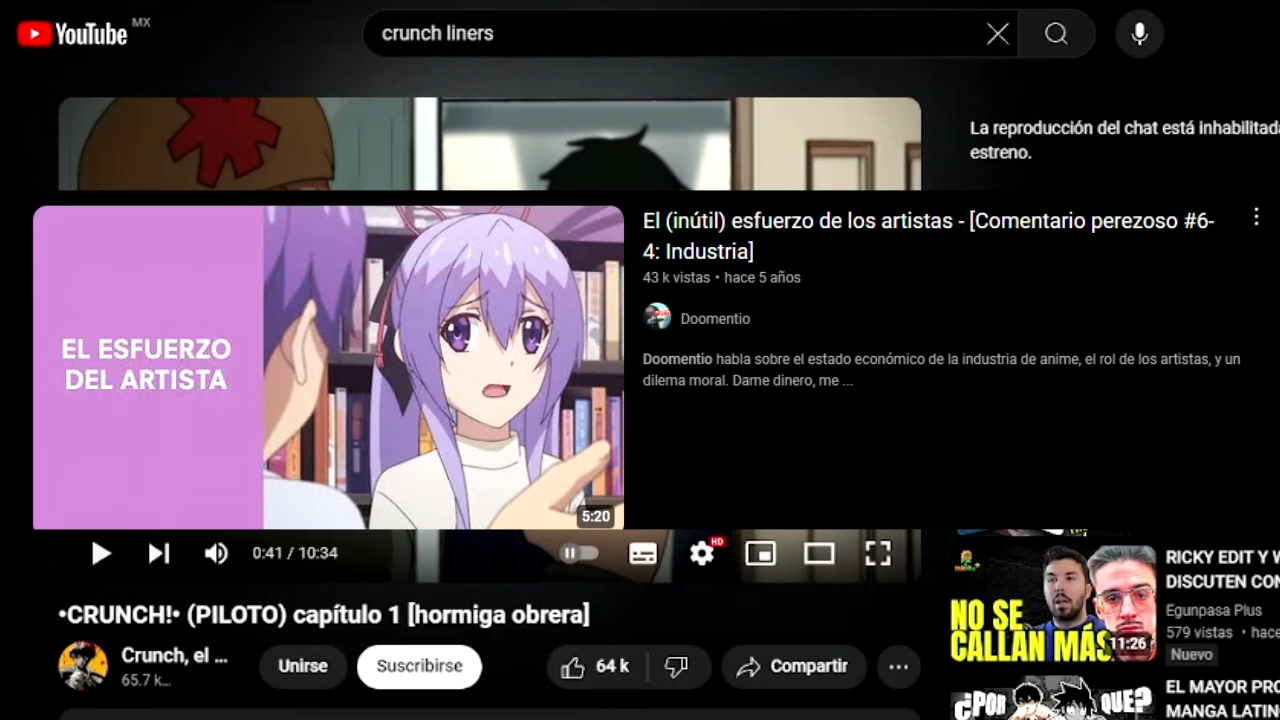 YouTube MX
crunch liners
La reproducción del chat está inhabilitada
estreno.
El (inútil) esfuerzo de los artistas - [Comentario perezoso #6-
4: Industria]
43 k vistas • hace 5 años
Doomentio
Doomentio habla sobre el estado económico de la industria de anime, el rol de los artistas, y un
dilema moral. Dame dinero, me ...
EL ESFUERZO
DEL ARTISTA
5:20
0:41 / 10:34
HD
•CRUNCH!• (PILOTO) capítulo 1 [hormiga obrera]
Crunch, el ...
65.7 k...
Unirse
Suscribirse
64 k
Compartir
NO SE
CALLAN MÁS
11:26
RICKY EDIT Y
DISCUTEN CON
Egunpasa Plus
579 vistas • hace
Nuevo
¿POR QUE?
EL MAYOR PRO
MANGA LATIN